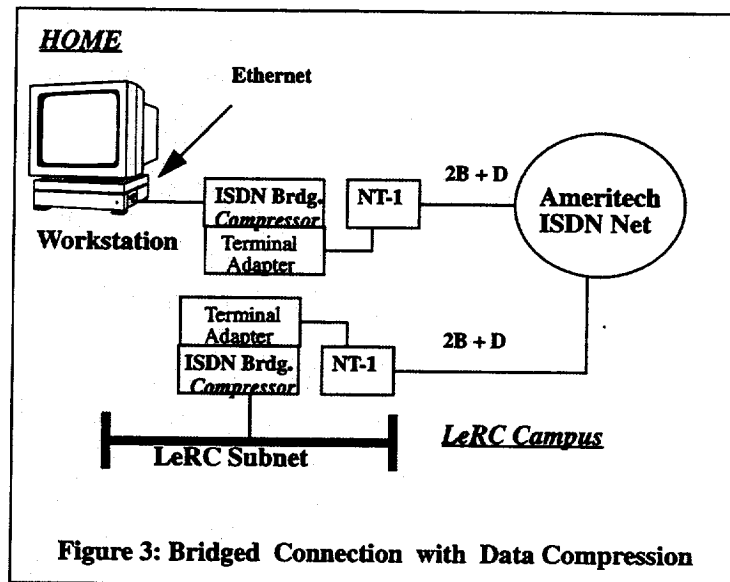 HOME
Ethernet
2B + D
ISDN Brdg.
Compressor
Terminal
Adapter
NT-1
Ameritech
ISDN Net
Workstation
Terminal
Adapter
ISDN Brdg.
Compressor
NT-1
2B + D
LeRC Campus
LeRC Subnet
Figure 3: Bridged Connection with Data Compression